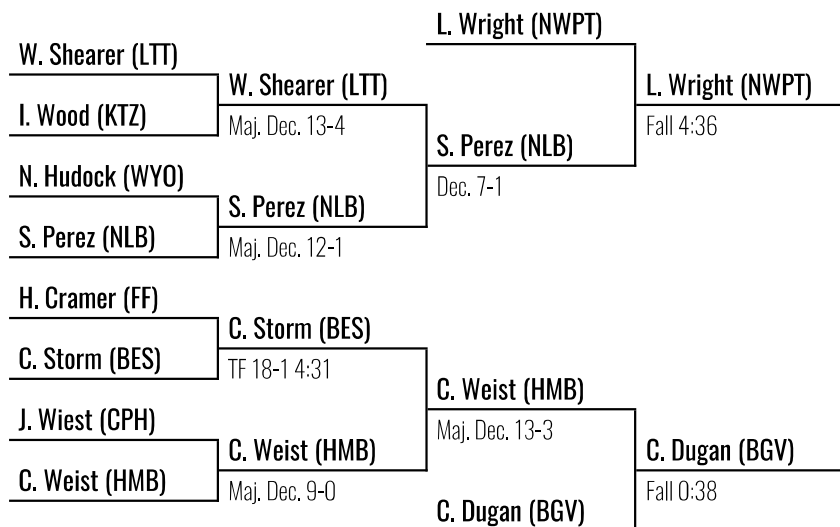 W. Shearer (LTT)
I. Wood (KTZ)
N. Hudock (WYO)
S. Perez (NLB)
H. Cramer (FF)
C. Storm (BES)
J. Wiest (CPH)
C. Weist (HMB)
W. Shearer (LTT)
Maj. Dec. 13-4
S. Perez (NLB)
Maj. Dec. 12-1
C. Storm (BES)
TF 18-1 4:31
C. Weist (HMB)
Maj. Dec. 9-0
L. Wright (NWPT)
S. Perez (NLB)
Dec. 7-1
C. Weist (HMB)
Maj. Dec. 13-3
C. Dugan (BGV)
L. Wright (NWPT)
Fall 4:36
C. Dugan (BGV)
Fall 0:38